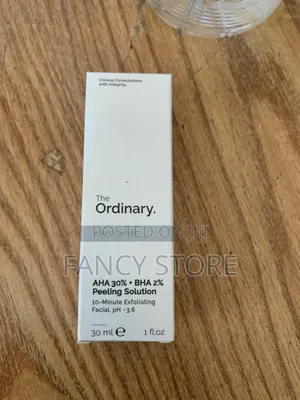 Clinical Formulations
with Integrity.
The
Ordinary.
POSTED ON JIJI
FANCY STORE
AHA 30% + BHA 2%
Peeling Solution
10-Minute Exfoliating
Facial, pH ~3.6
30 ml e 1 fl.oz